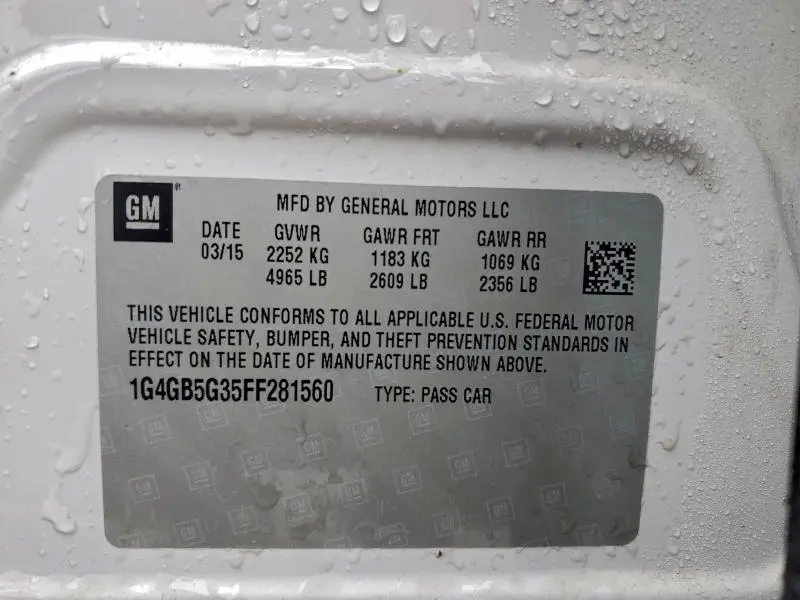 GM
®
MFD BY GENERAL MOTORS LLC
DATE GVWR GAWR FRT GAWR RR
03/15 2252 KG 1183 KG 1069 KG
4965 LB 2609 LB 2356 LB
THIS VEHICLE CONFORMS TO ALL APPLICABLE U.S. FEDERAL MOTOR
VEHICLE SAFETY, BUMPER, AND THEFT PREVENTION STANDARDS IN
EFFECT ON THE DATE OF MANUFACTURE SHOWN ABOVE.
1G4GB5G35FF281560 TYPE: PASS CAR